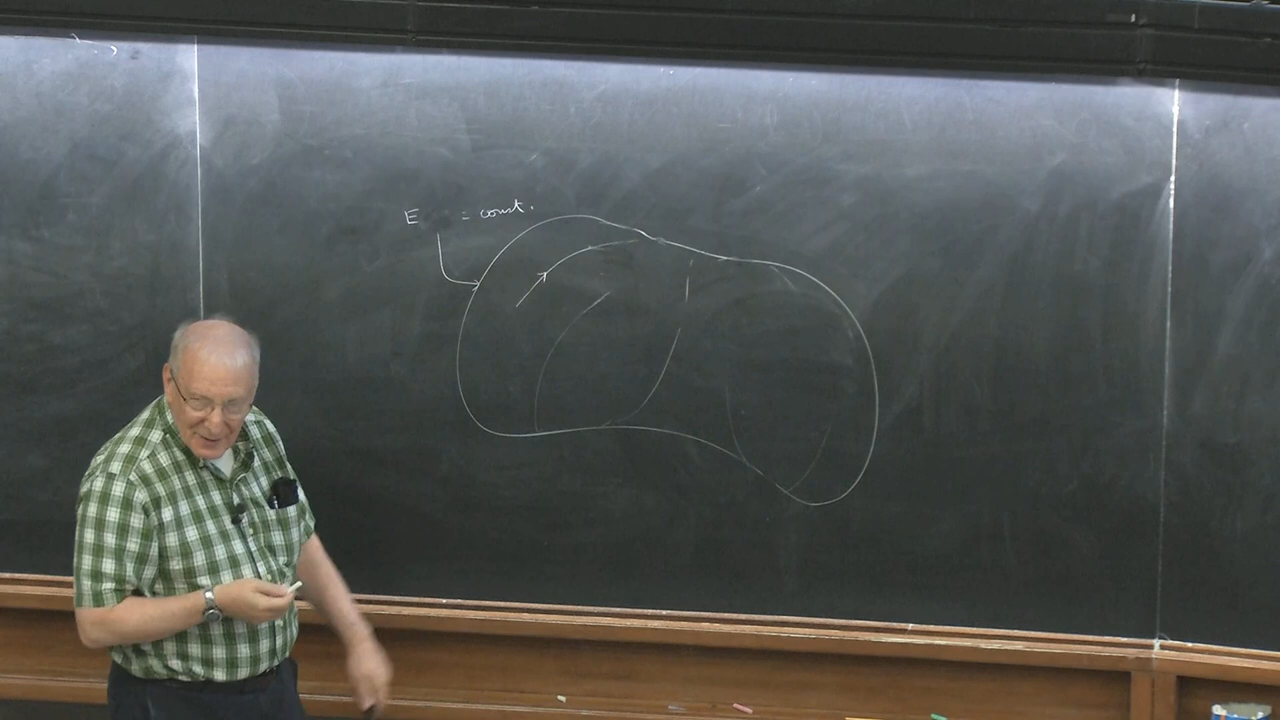 E = const.